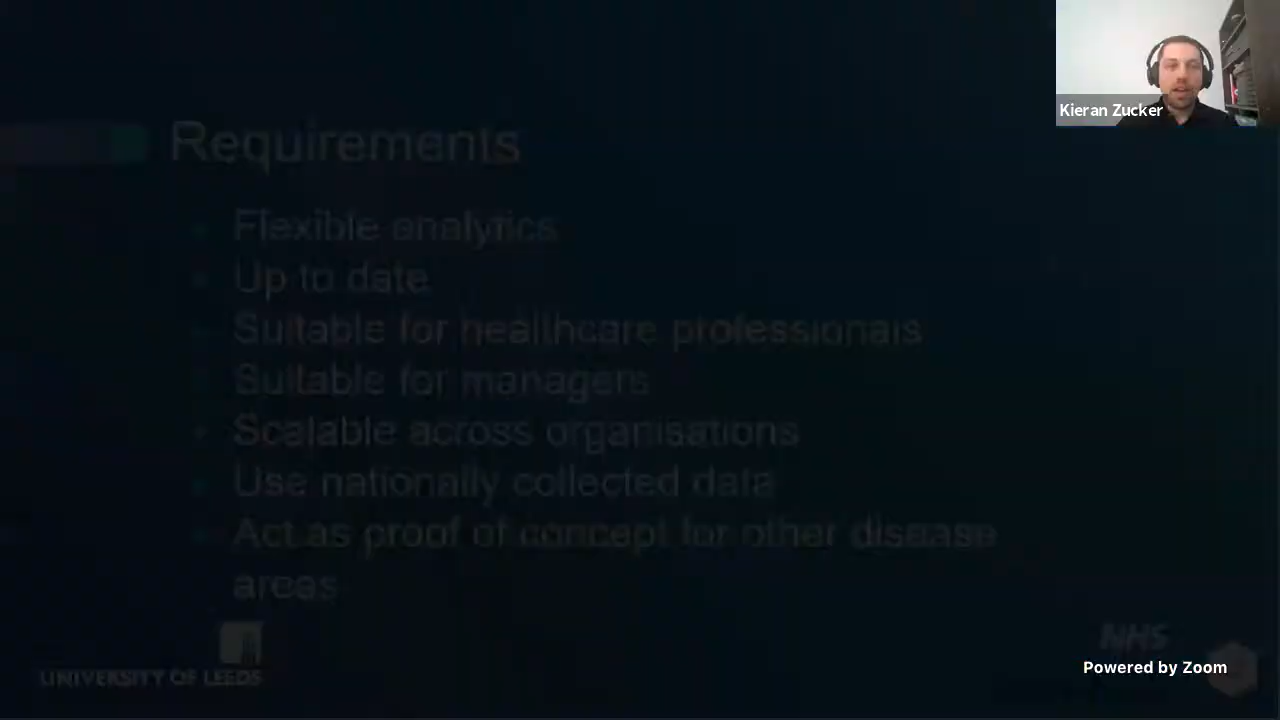 Kieran Zucker
Requirements
Flexible analytics
Up to date
Suitable for healthcare professionals
Suitable for managers
Scalable across organisations
Use nationally collected data
Act as proof of concept for other disease
areas
UNIVERSITY OF LEEDS
NHS
Powered by Zoom